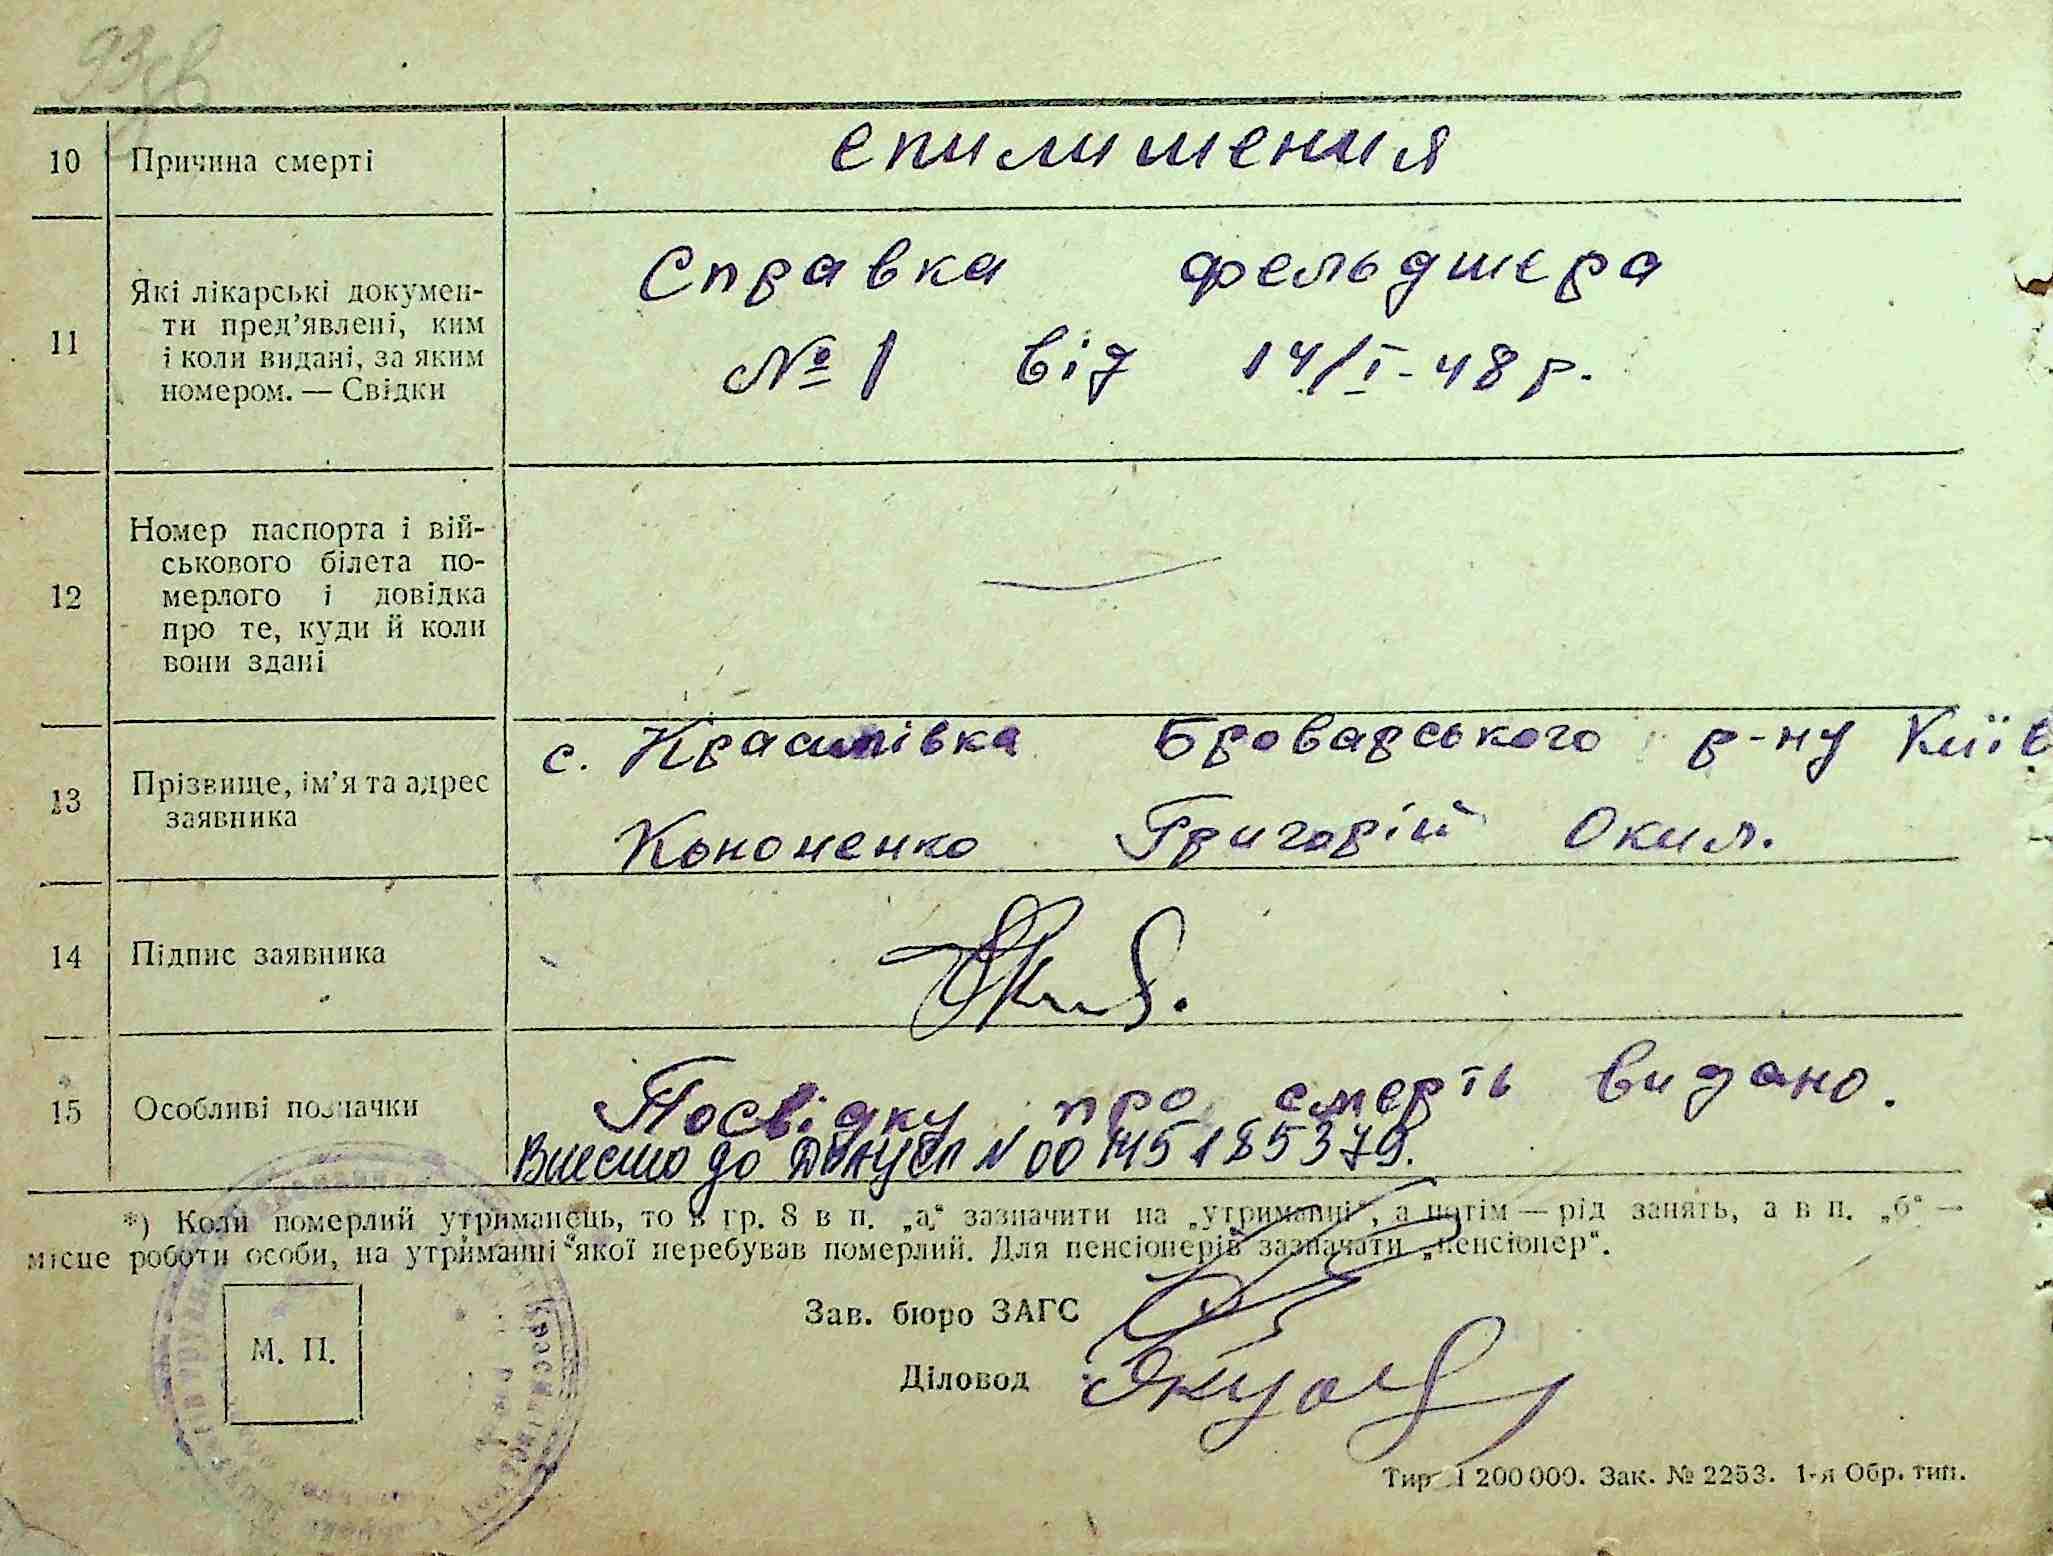 10 Причина смерті епилишения
11 Які лікарські докумен-
ти пред’явлені, ким
і коли видані, за яким
номером. — Свідки
Справка фельдшера
№ 1 від 14/I-48 р.
12 Номер паспорта і вій-
ськового білета по-
мерлого і довідка
про те, куди й коли
вони здані
—
13 Прізвище, ім’я та адрес
заявника
с. Красилівка Броварського р-ну Київ
Кононенко Григорій Окил.
14 Підпис заявника
15 Особливі позначки
Посвідку про смерть видано.
Внесто до ДРАЦСГ N 00145185379.
*) Коли померлий утриманець, то в гр. 8 в п. „а“ зазначити на „утриманні“, а потім — рід занять, а в п. „б“ —
місце роботи особи, на утриманні якої перебував померлий. Для пенсіонерів зазначати „пенсіонер“.
М. П.
Зав. бюро ЗАГС
Діловод
Тир 1 200 000. Зак. № 2253. 1-я Обр. тип.